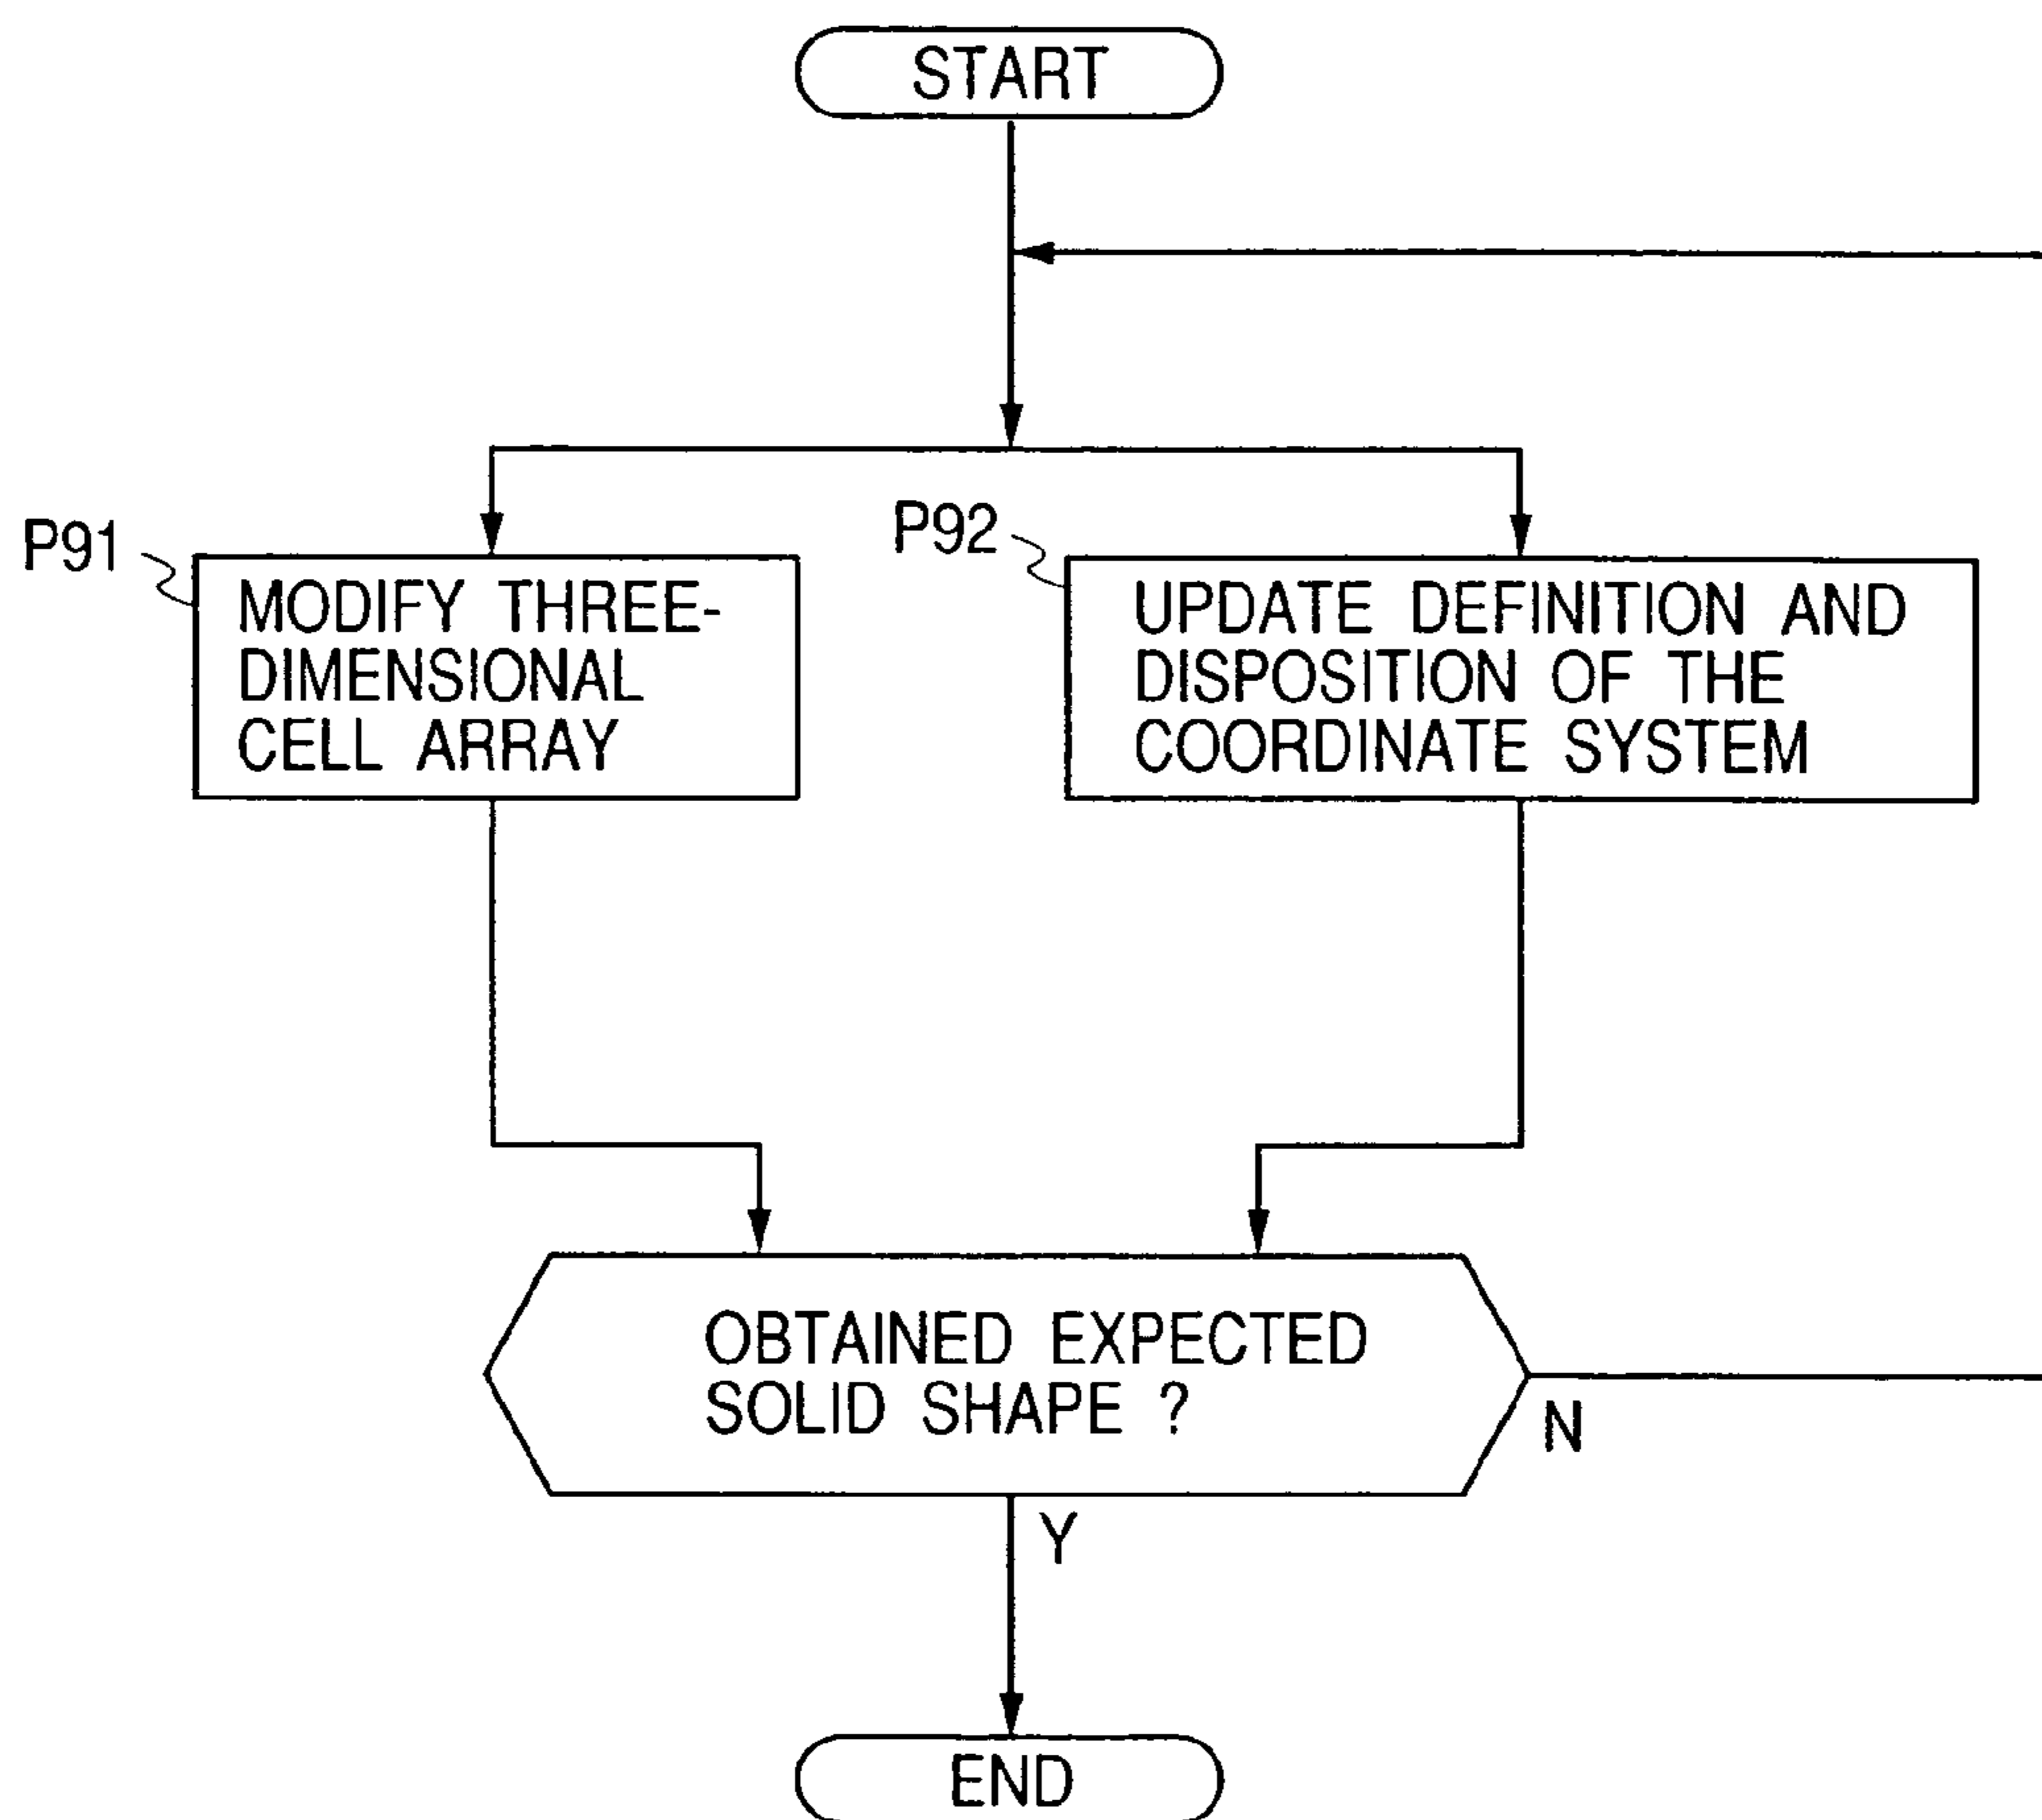 START
P91
MODIFY THREE-
DIMENSIONAL
CELL ARRAY
P92
UPDATE DEFINITION AND
DISPOSITION OF THE
COORDINATE SYSTEM
OBTAINED EXPECTED
SOLID SHAPE ?
N
Y
END